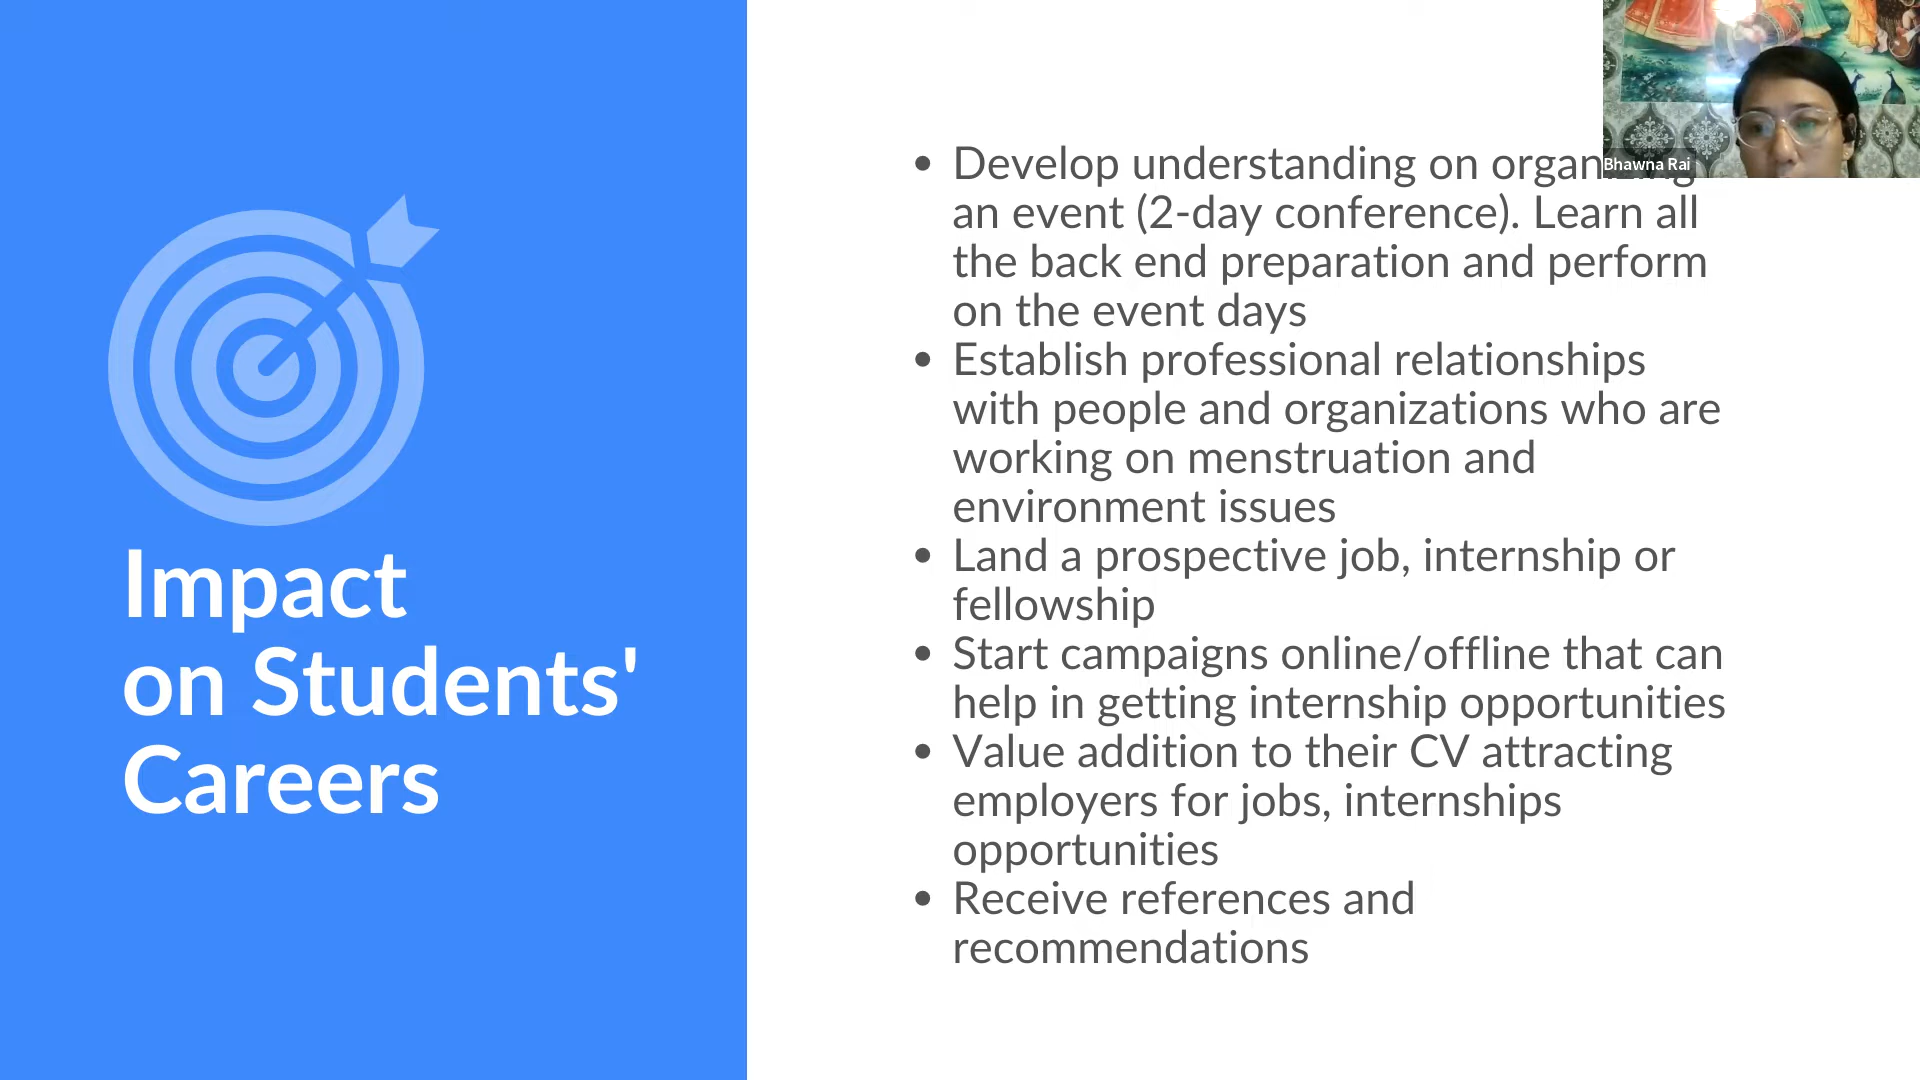 Impact
on Students'
Careers
• Develop understanding on organizing
an event (2-day conference). Learn all
the back end preparation and perform
on the event days
• Establish professional relationships
with people and organizations who are
working on menstruation and
environment issues
• Land a prospective job, internship or
fellowship
• Start campaigns online/offline that can
help in getting internship opportunities
• Value addition to their CV attracting
employers for jobs, internships
opportunities
• Receive references and
recommendations
Bhawna Rai